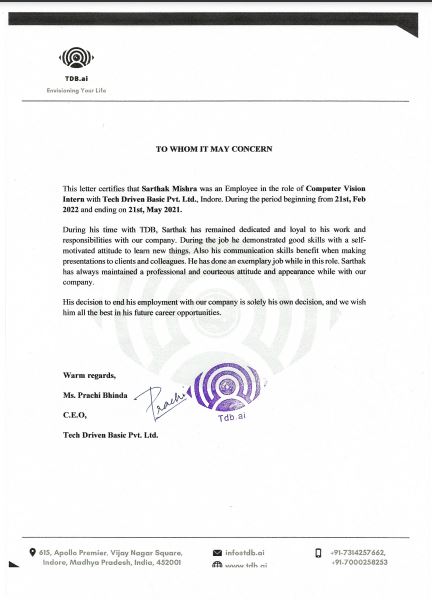 TDB.ai
Envisioning Your Life
TO WHOM IT MAY CONCERN
This letter certifies that Sarthak Mishra was an Employee in the role of Computer Vision
Intern with Tech Driven Basic Pvt. Ltd., Indore. During the period beginning from 21st, Feb
2022 and ending on 21st, May 2021.
During his time with TDB, Sarthak has remained dedicated and loyal to his work and
responsibilities with our company. During the job he demonstrated good skills with a self-
motivated attitude to learn new things. Also his communication skills benefit when making
presentations to clients and colleagues. He has done an exemplary job while in this role. Sarthak
has always maintained a professional and courteous attitude and appearance while with our
company.
His decision to end his employment with our company is solely his own decision, and we wish
him all the best in his future career opportunities.
Warm regards,
Ms. Prachi Bhinda
Prachi
C.E.O,
Tdb.ai
Tech Driven Basic Pvt. Ltd.
615, Apollo Premier, Vijay Nagar Square,
Indore, Madhya Pradesh, India, 452001
info@tdb.ai
www.tdb.ai
+91-7314257662,
+91-7000258253